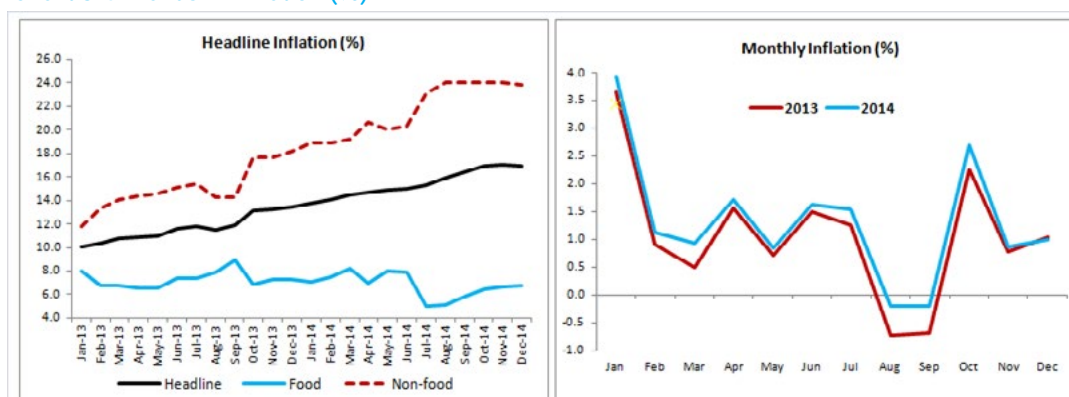 Headline Inflation (%)
26.0
24.0
22.0
20.0
18.0
16.0
14.0
12.0
10.0
8.0
6.0
4.0
Jan-13
Feb-13
Mar-13
Apr-13
May-13
Jun-13
Jul-13
Aug-13
Sep-13
Oct-13
Nov-13
Dec-13
Jan-14
Feb-14
Mar-14
Apr-14
May-14
Jun-14
Jul-14
Aug-14
Sep-14
Oct-14
Nov-14
Dec-14
Headline Food Non-food
Monthly Inflation (%)
4.0
3.5
3.0
2.5
2.0
1.5
1.0
0.5
0.0
-0.5
-1.0
2013 2014
Jan Feb Mar Apr May Jun Jul Aug Sep Oct Nov Dec